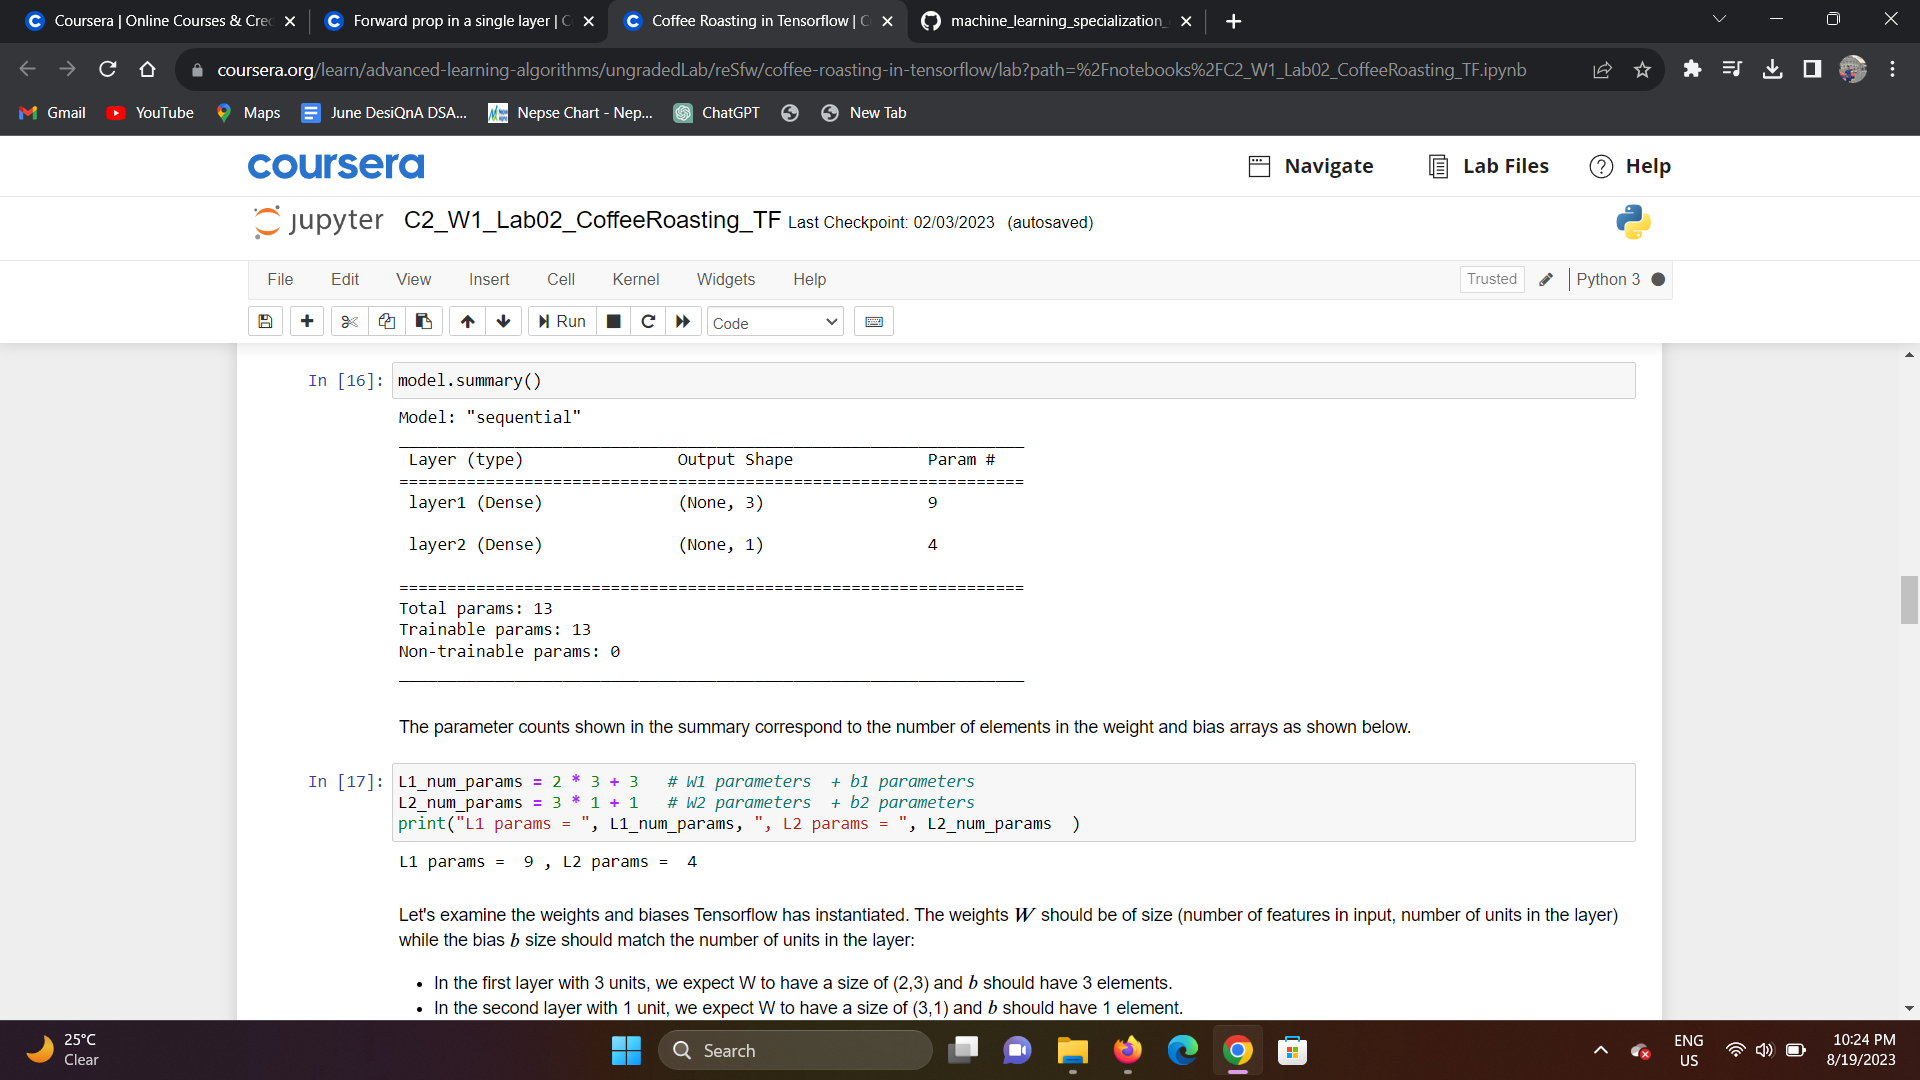 Coursera | Online Courses & Cre
Forward prop in a single layer | C
Coffee Roasting in Tensorflow | C
machine_learning_specialization_
coursera.org/learn/advanced-learning-algorithms/ungradedLab/reSfw/coffee-roasting-in-tensorflow/lab?path=%2Fnotebooks%2FC2_W1_Lab02_CoffeeRoasting_TF.ipynb
Gmail YouTube Maps June DesiQnA DSA... Nepse Chart - Nep... ChatGPT New Tab
coursera Navigate Lab Files Help
jupyter C2_W1_Lab02_CoffeeRoasting_TF Last Checkpoint: 02/03/2023 (autosaved)
File Edit View Insert Cell Kernel Widgets Help Trusted Python 3
Run Code
In [16]: model.summary()
Model: "sequential"
Layer (type) Output Shape Param #
=================================================================
layer1 (Dense) (None, 3) 9
layer2 (Dense) (None, 1) 4
=================================================================
Total params: 13
Trainable params: 13
Non-trainable params: 0
The parameter counts shown in the summary correspond to the number of elements in the weight and bias arrays as shown below.
In [17]: L1_num_params = 2 * 3 + 3 # W1 parameters + b1 parameters
L2_num_params = 3 * 1 + 1 # W2 parameters + b2 parameters
print("L1 params = ", L1_num_params, ", L2 params = ", L2_num_params )
L1 params = 9 , L2 params = 4
Let's examine the weights and biases Tensorflow has instantiated. The weights W should be of size (number of features in input, number of units in the layer)
while the bias b size should match the number of units in the layer:
• In the first layer with 3 units, we expect W to have a size of (2,3) and b should have 3 elements.
• In the second layer with 1 unit, we expect W to have a size of (3,1) and b should have 1 element.
25°C
Clear
Search
ENG
US
10:24 PM
8/19/2023